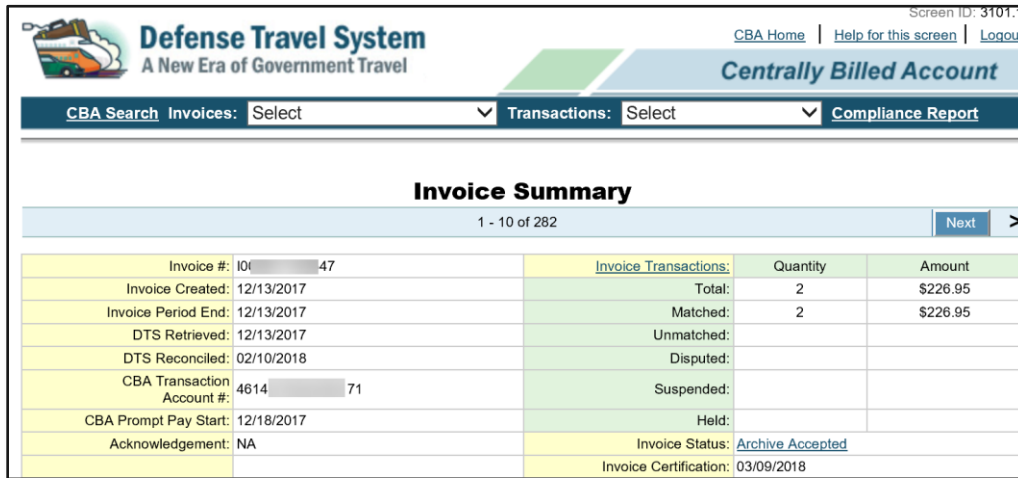 Screen ID: 3101.
Defense Travel System
A New Era of Government Travel
CBA Home | Help for this screen | Logou
Centrally Billed Account
CBA Search Invoices: Select Transactions: Select Compliance Report
Invoice Summary
1 - 10 of 282 Next >
Invoice #: I00 47 Invoice Transactions: Quantity Amount
Invoice Created: 12/13/2017 Total: 2 $226.95
Invoice Period End: 12/13/2017 Matched: 2 $226.95
DTS Retrieved: 12/13/2017 Unmatched:
DTS Reconciled: 02/10/2018 Disputed:
CBA Transaction
Account #: 4614 71 Suspended:
CBA Prompt Pay Start: 12/18/2017 Held:
Acknowledgement: NA Invoice Status: Archive Accepted
Invoice Certification: 03/09/2018